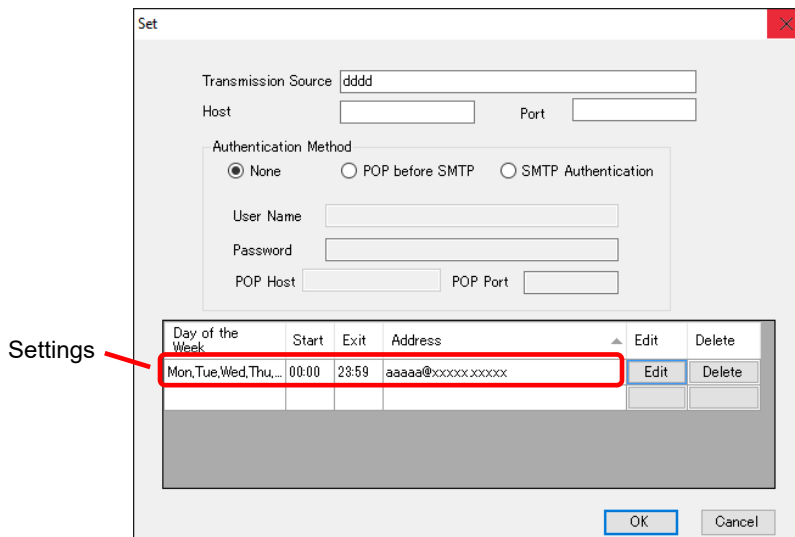 Set
Transmission Source dddd
Host Port
Authentication Method
None POP before SMTP SMTP Authentication
User Name
Password
POP Host POP Port
Day of the Week Start Exit Address Edit Delete
Settings
Mon,Tue,Wed,Thu,... 00:00 23:59 aaaaa@xxxxx.xxxxx Edit Delete
OK Cancel